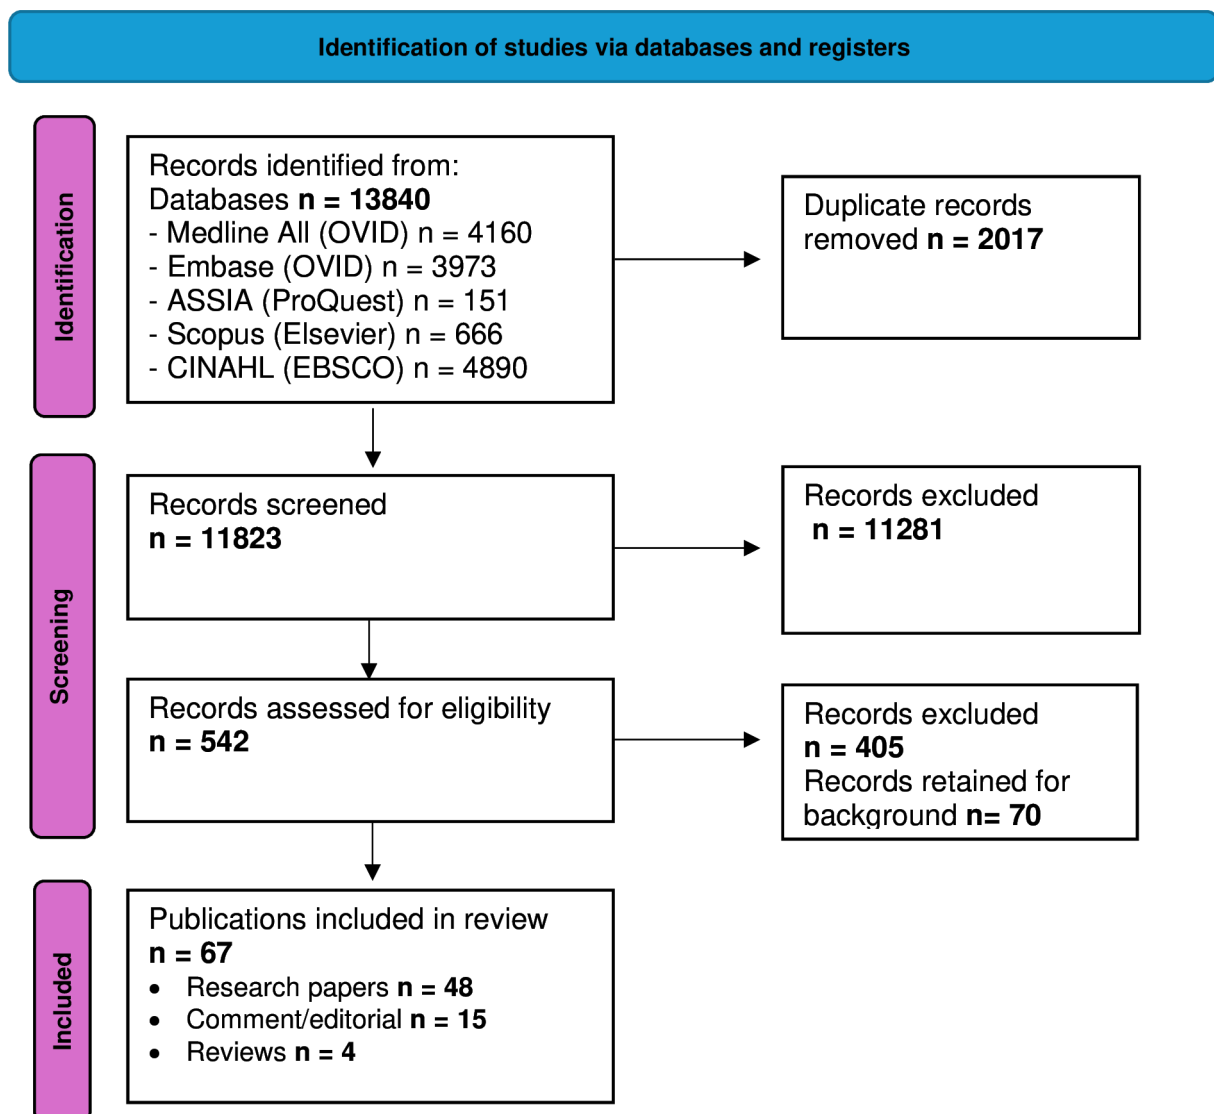 Identification of studies via databases and registers
Identification
Records identified from:
Databases n = 13840
- Medline All (OVID) n = 4160
- Embase (OVID) n = 3973
- ASSIA (ProQuest) n = 151
- Scopus (Elsevier) n = 666
- CINAHL (EBSCO) n = 4890
Duplicate records
removed n = 2017
Screening
Records screened
n = 11823
Records excluded
n = 11281
Records assessed for eligibility
n = 542
Records excluded
n = 405
Records retained for
background n= 70
Included
Publications included in review
n = 67
• Research papers n = 48
• Comment/editorial n = 15
• Reviews n = 4